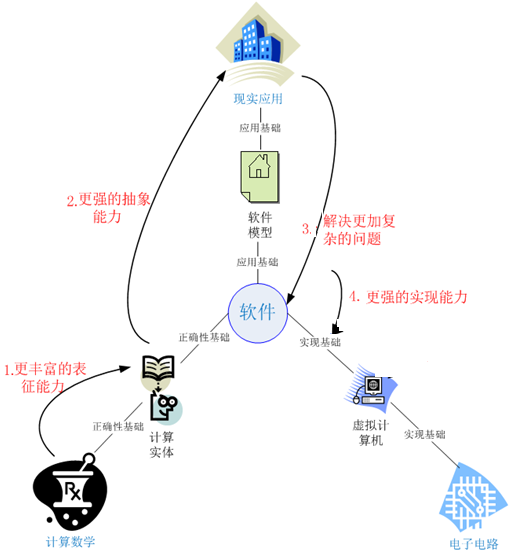 现实应用
应用基础
2.更强的抽象
能力
软件
模型
3. 解决更加复
杂的问题
应用基础
软件
4. 更强的实现能力
正确性基础
实现基础
1.更丰富的表
征能力
计算
实体
虚拟计
算机
正确性基础
实现基础
Rx
计算数学
电子电路